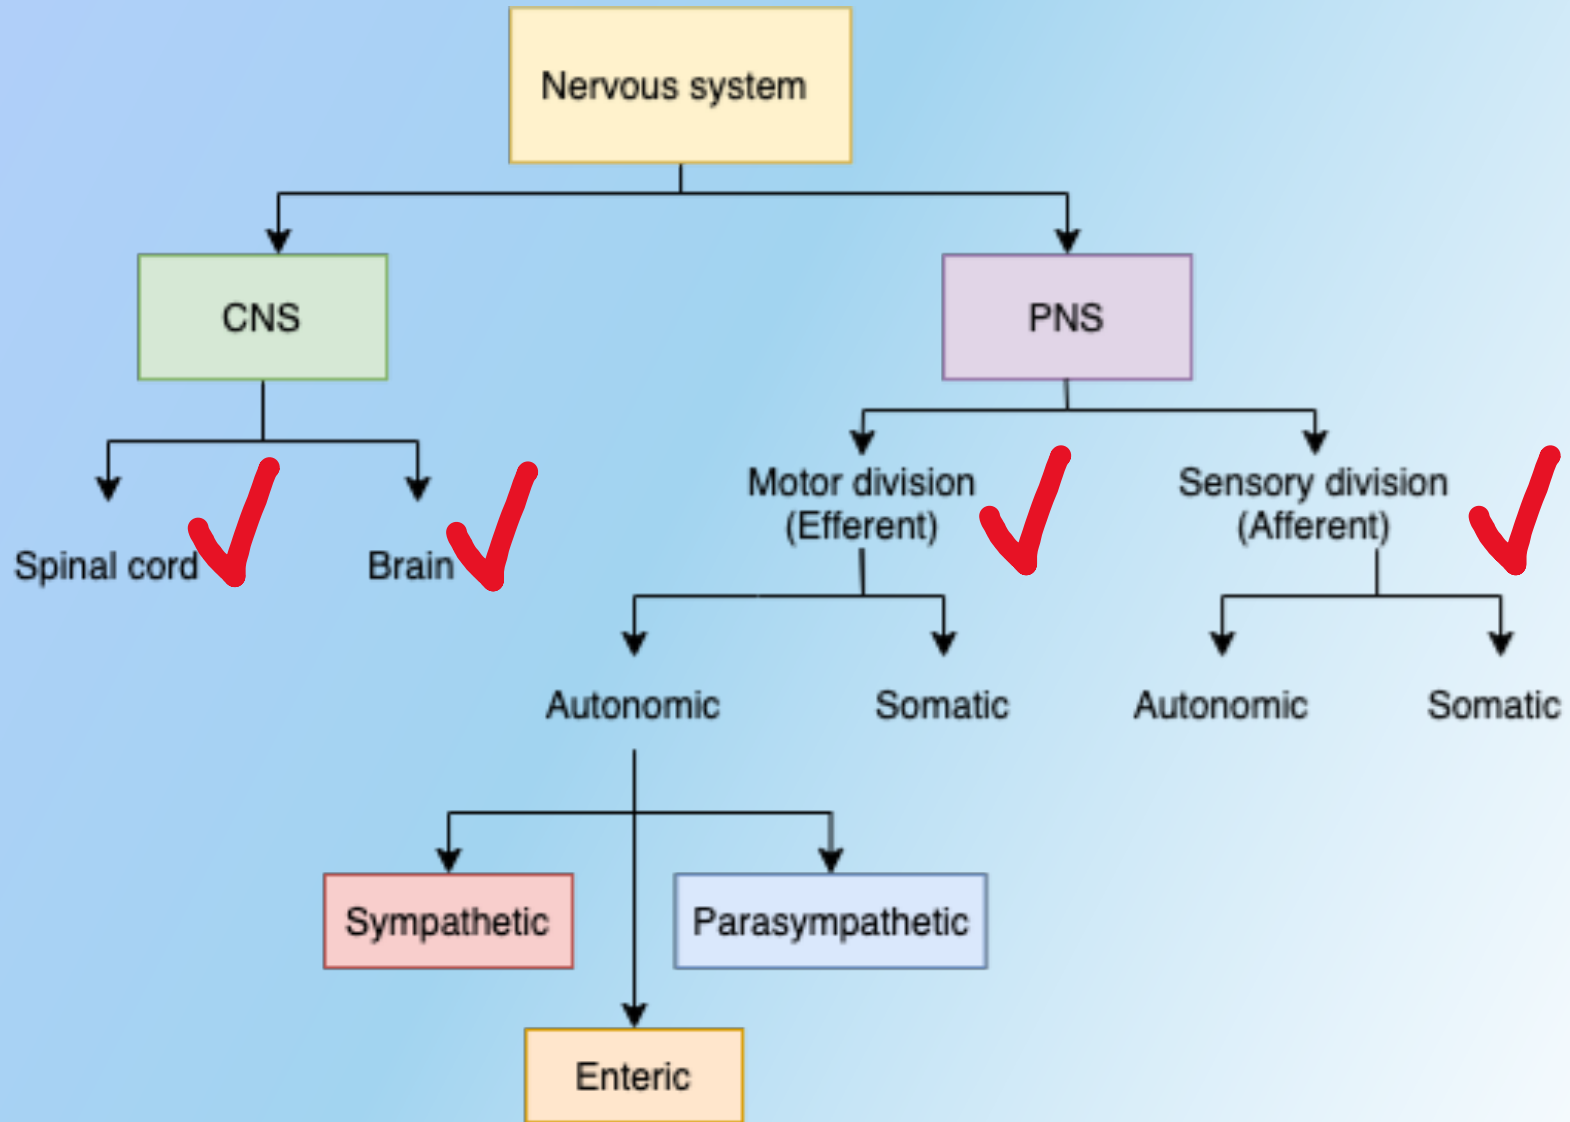 Nervous system
CNS
PNS
Spinal cord
Brain
Motor division
(Efferent)
Sensory division
(Afferent)
Autonomic
Somatic
Autonomic
Somatic
Sympathetic
Parasympathetic
Enteric